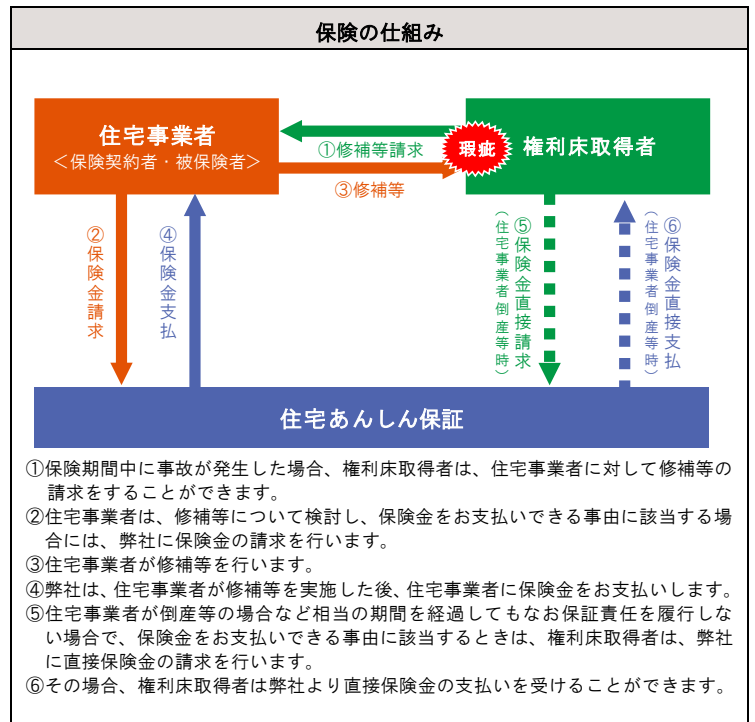 保険の仕組み
住宅事業者
＜保険契約者・被保険者＞
①修補等請求
瑕疵
権利床取得者
③修補等
②保険金請求
④保険金支払
⑤保険金直接請求
（住宅事業者倒産等時）
⑥保険金直接支払
（住宅事業者倒産等時）
住宅あんしん保証
①保険期間中に事故が発生した場合、権利床取得者は、住宅事業者に対して修補等の
請求をすることができます。
②住宅事業者は、修補等について検討し、保険金をお支払いできる事由に該当する場
合には、弊社に保険金の請求を行います。
③住宅事業者が修補等を行います。
④弊社は、住宅事業者が修補等を実施した後、住宅事業者に保険金をお支払いします。
⑤住宅事業者が倒産等の場合など相当の期間を経過してもなお保証責任を履行しな
い場合で、保険金をお支払いできる事由に該当するときは、権利床取得者は、弊社
に直接保険金の請求を行います。
⑥その場合、権利床取得者は弊社より直接保険金の支払いを受けることができます。